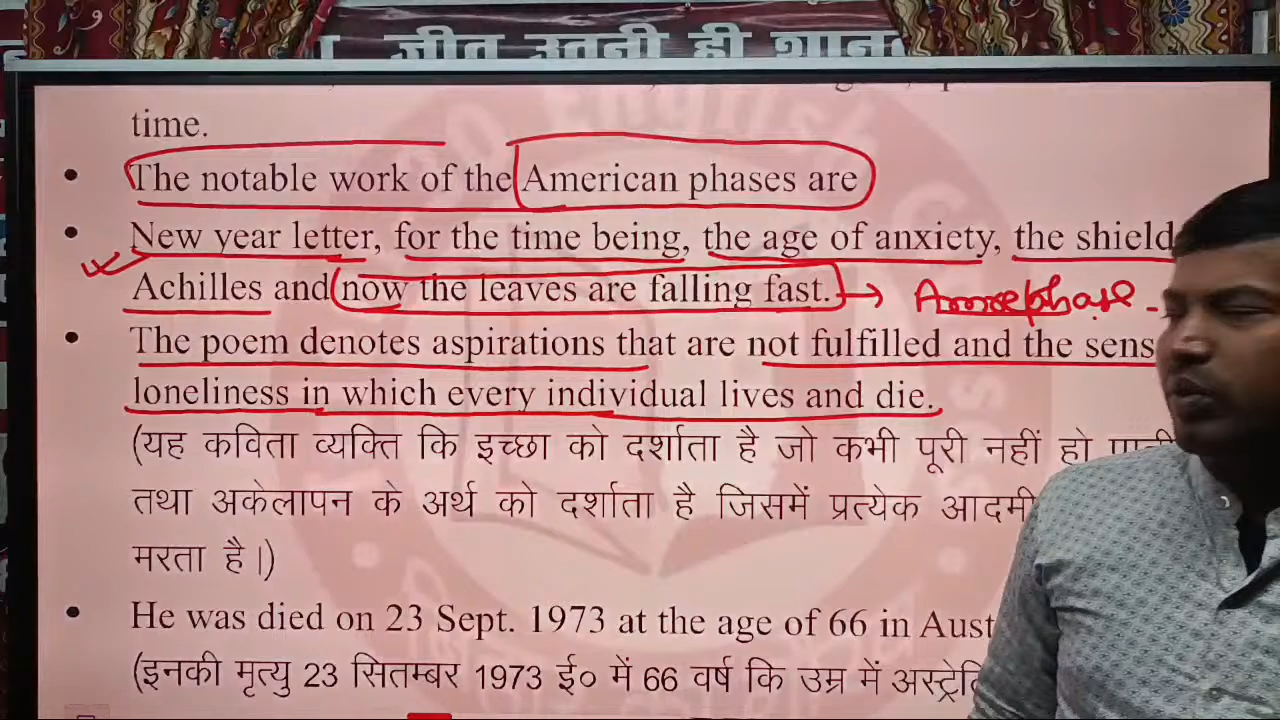 जीत उतनी ही
time.
• The notable work of the American phases are
• New year letter, for the time being, the age of anxiety, the shield
Achilles and now the leaves are falling fast.
• The poem denotes aspirations that are not fulfilled and the
loneliness in which every individual lives and die.
(यह कविता व्यक्ति कि इच्छा को दर्शाता है जो कभी पूरी नहीं हो
तथा अकेलापन के अर्थ को दर्शाता है जिसमें प्रत्येक आदमी
मरता है।)
• He was died on 23 Sept. 1973 at the age of 66 in
(इनकी मृत्यु 23 सितम्बर 1973 ई० में 66 वर्ष कि उम्र में